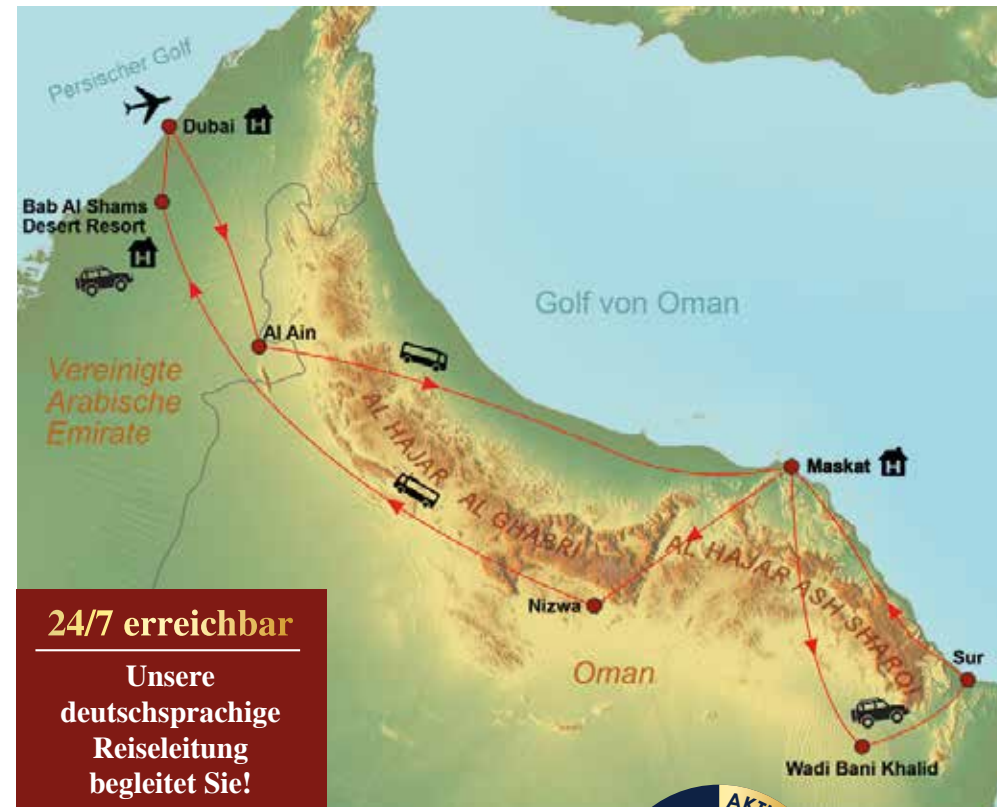 Persischer Golf
Dubai
H
Bab Al Shams
Desert Resort
H
Al Ain
Golf von Oman
Vereinigte
Arabische
Emirate
AL HAJAR AL GHABRI
Maskat
H
AL HAJAR ASH SHARQI
Nizwa
Oman
Sur
Wadi Bani Khalid
24/7 erreichbar
Unsere
deutschsprachige
Reiseleitung
begleitet Sie!